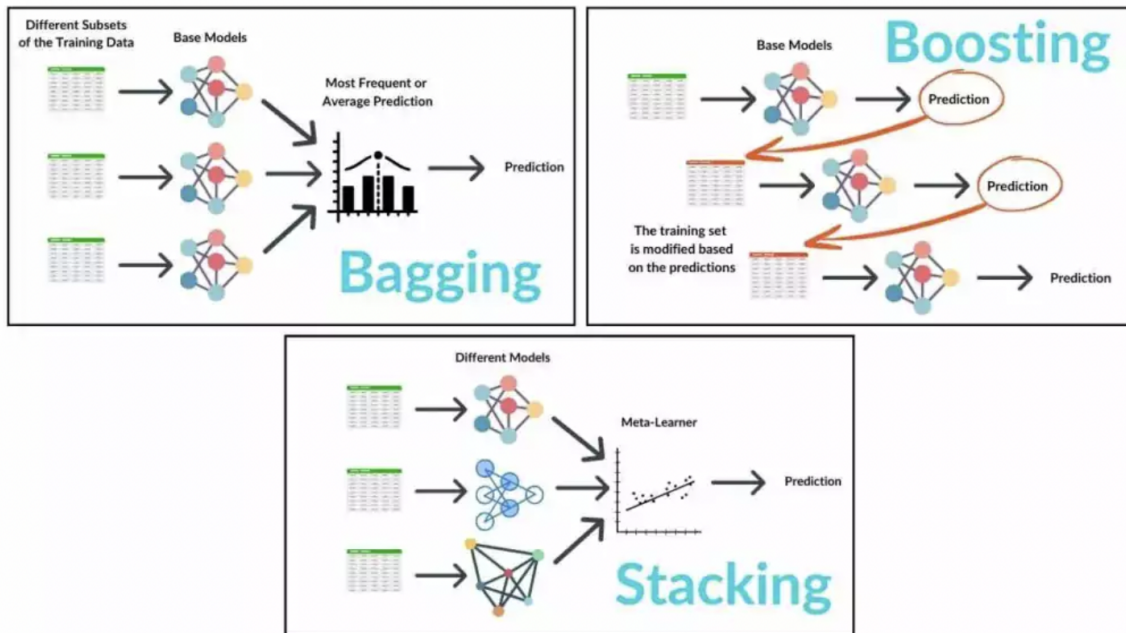 Different Subsets
of the Training Data
Base Models
Most Frequent or
Average Prediction
Prediction
Bagging
Boosting
Base Models
Prediction
Prediction
The training set
is modified based
on the predictions
Prediction
Different Models
Meta-Learner
Prediction
Stacking